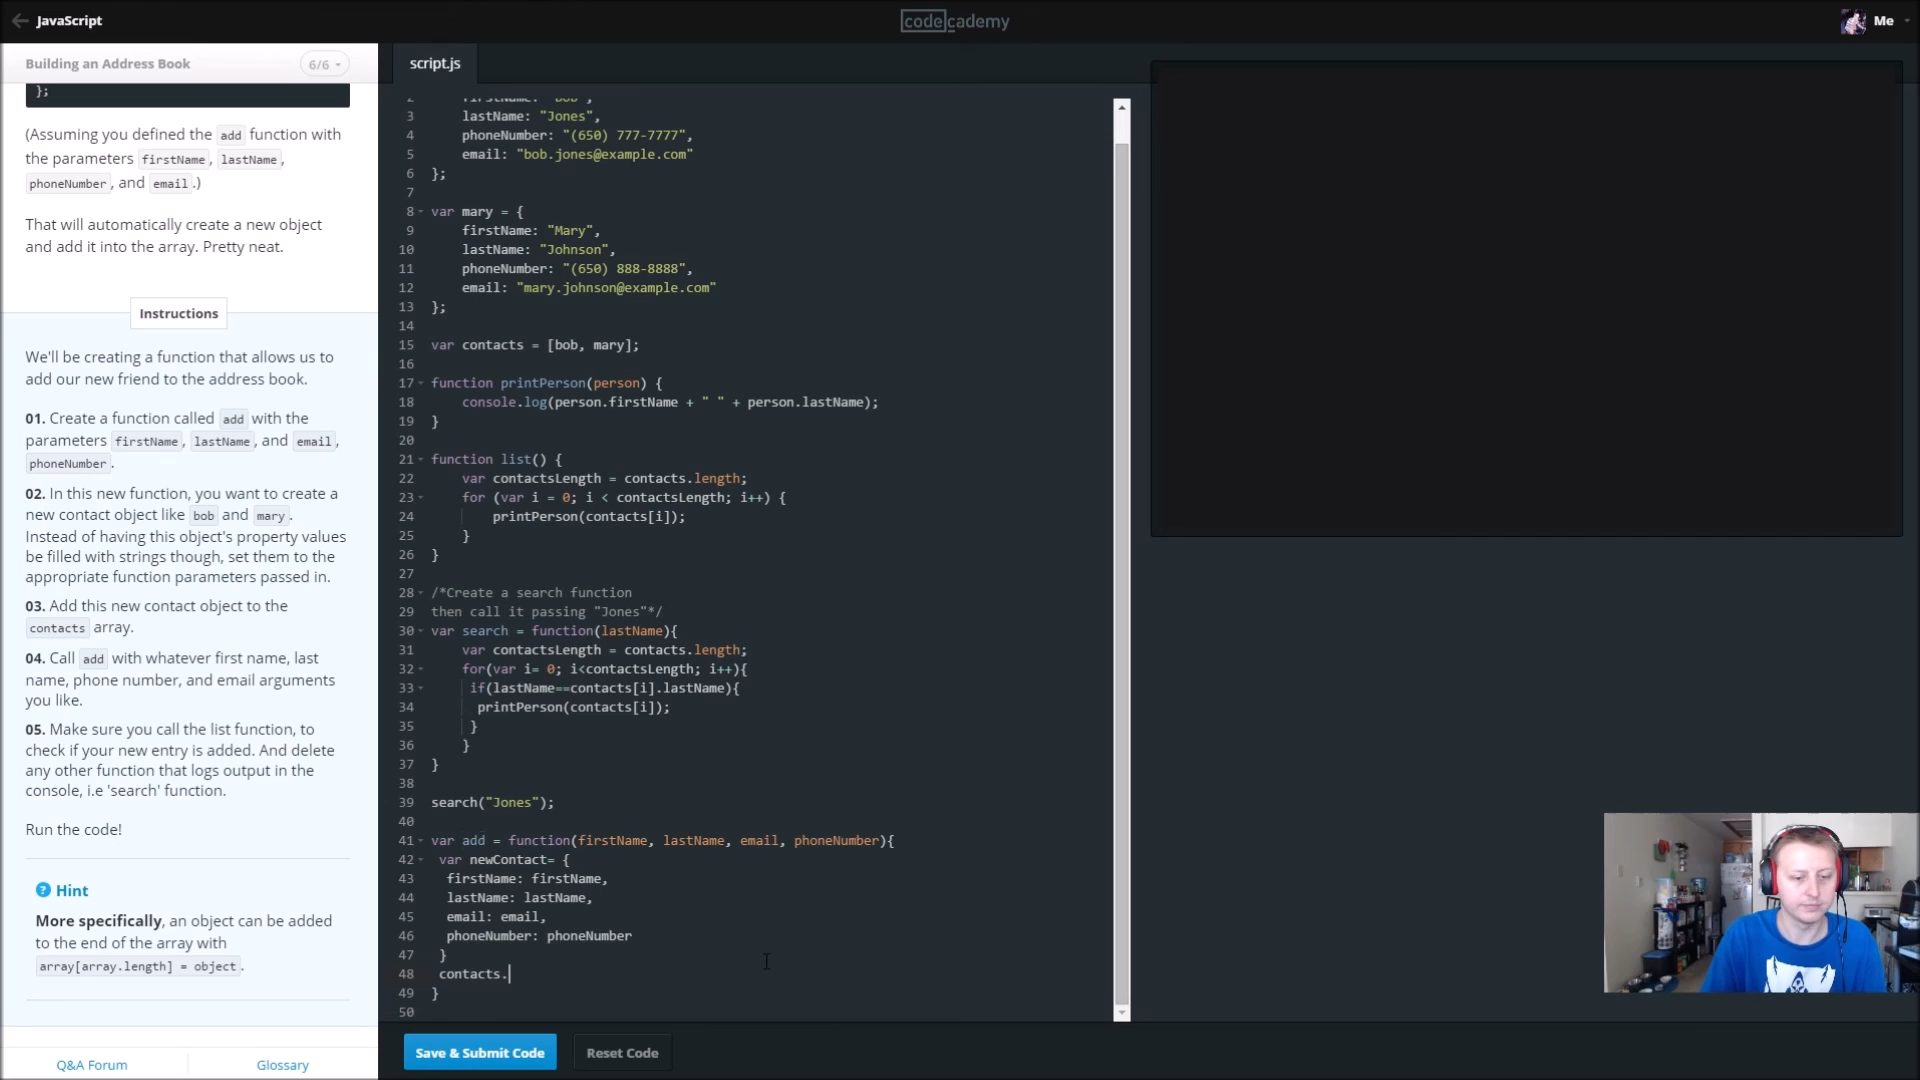 JavaScript
codecademy
Me
Building an Address Book
6/6
};
(Assuming you defined the add function with
the parameters firstName, lastName,
phoneNumber, and email.)
That will automatically create a new object
and add it into the array. Pretty neat.
Instructions
We'll be creating a function that allows us to
add our new friend to the address book.
01. Create a function called add with the
parameters firstName, lastName, and email,
phoneNumber.
02. In this new function, you want to create a
new contact object like bob and mary.
Instead of having this object's property values
be filled with strings though, set them to the
appropriate function parameters passed in.
03. Add this new contact object to the
contacts array.
04. Call add with whatever first name, last
name, phone number, and email arguments
you like.
05. Make sure you call the list function, to
check if your new entry is added. And delete
any other function that logs output in the
console, i.e 'search' function.
Run the code!
? Hint
More specifically, an object can be added
to the end of the array with
array[array.length] = object.
Q&A Forum
Glossary
script.js
2 firstName: "Bob",
3 lastName: "Jones",
4 phoneNumber: "(650) 777-7777",
5 email: "bob.jones@example.com"
6 };
7
8 var mary = {
9 firstName: "Mary",
10 lastName: "Johnson",
11 phoneNumber: "(650) 888-8888",
12 email: "mary.johnson@example.com"
13 };
14
15 var contacts = [bob, mary];
16
17 function printPerson(person) {
18 console.log(person.firstName + " " + person.lastName);
19 }
20
21 function list() {
22 var contactsLength = contacts.length;
23 for (var i = 0; i < contactsLength; i++) {
24 printPerson(contacts[i]);
25 }
26 }
27
28 /*Create a search function
29 then call it passing "Jones"*/
30 var search = function(lastName){
31 var contactsLength = contacts.length;
32 for(var i= 0; i<contactsLength; i++){
33 if(lastName==contacts[i].lastName){
34 printPerson(contacts[i]);
35 }
36 }
37 }
38
39 search("Jones");
40
41 var add = function(firstName, lastName, email, phoneNumber){
42 var newContact= {
43 firstName: firstName,
44 lastName: lastName,
45 email: email,
46 phoneNumber: phoneNumber
47 }
48 contacts.
49 }
50
Save & Submit Code
Reset Code